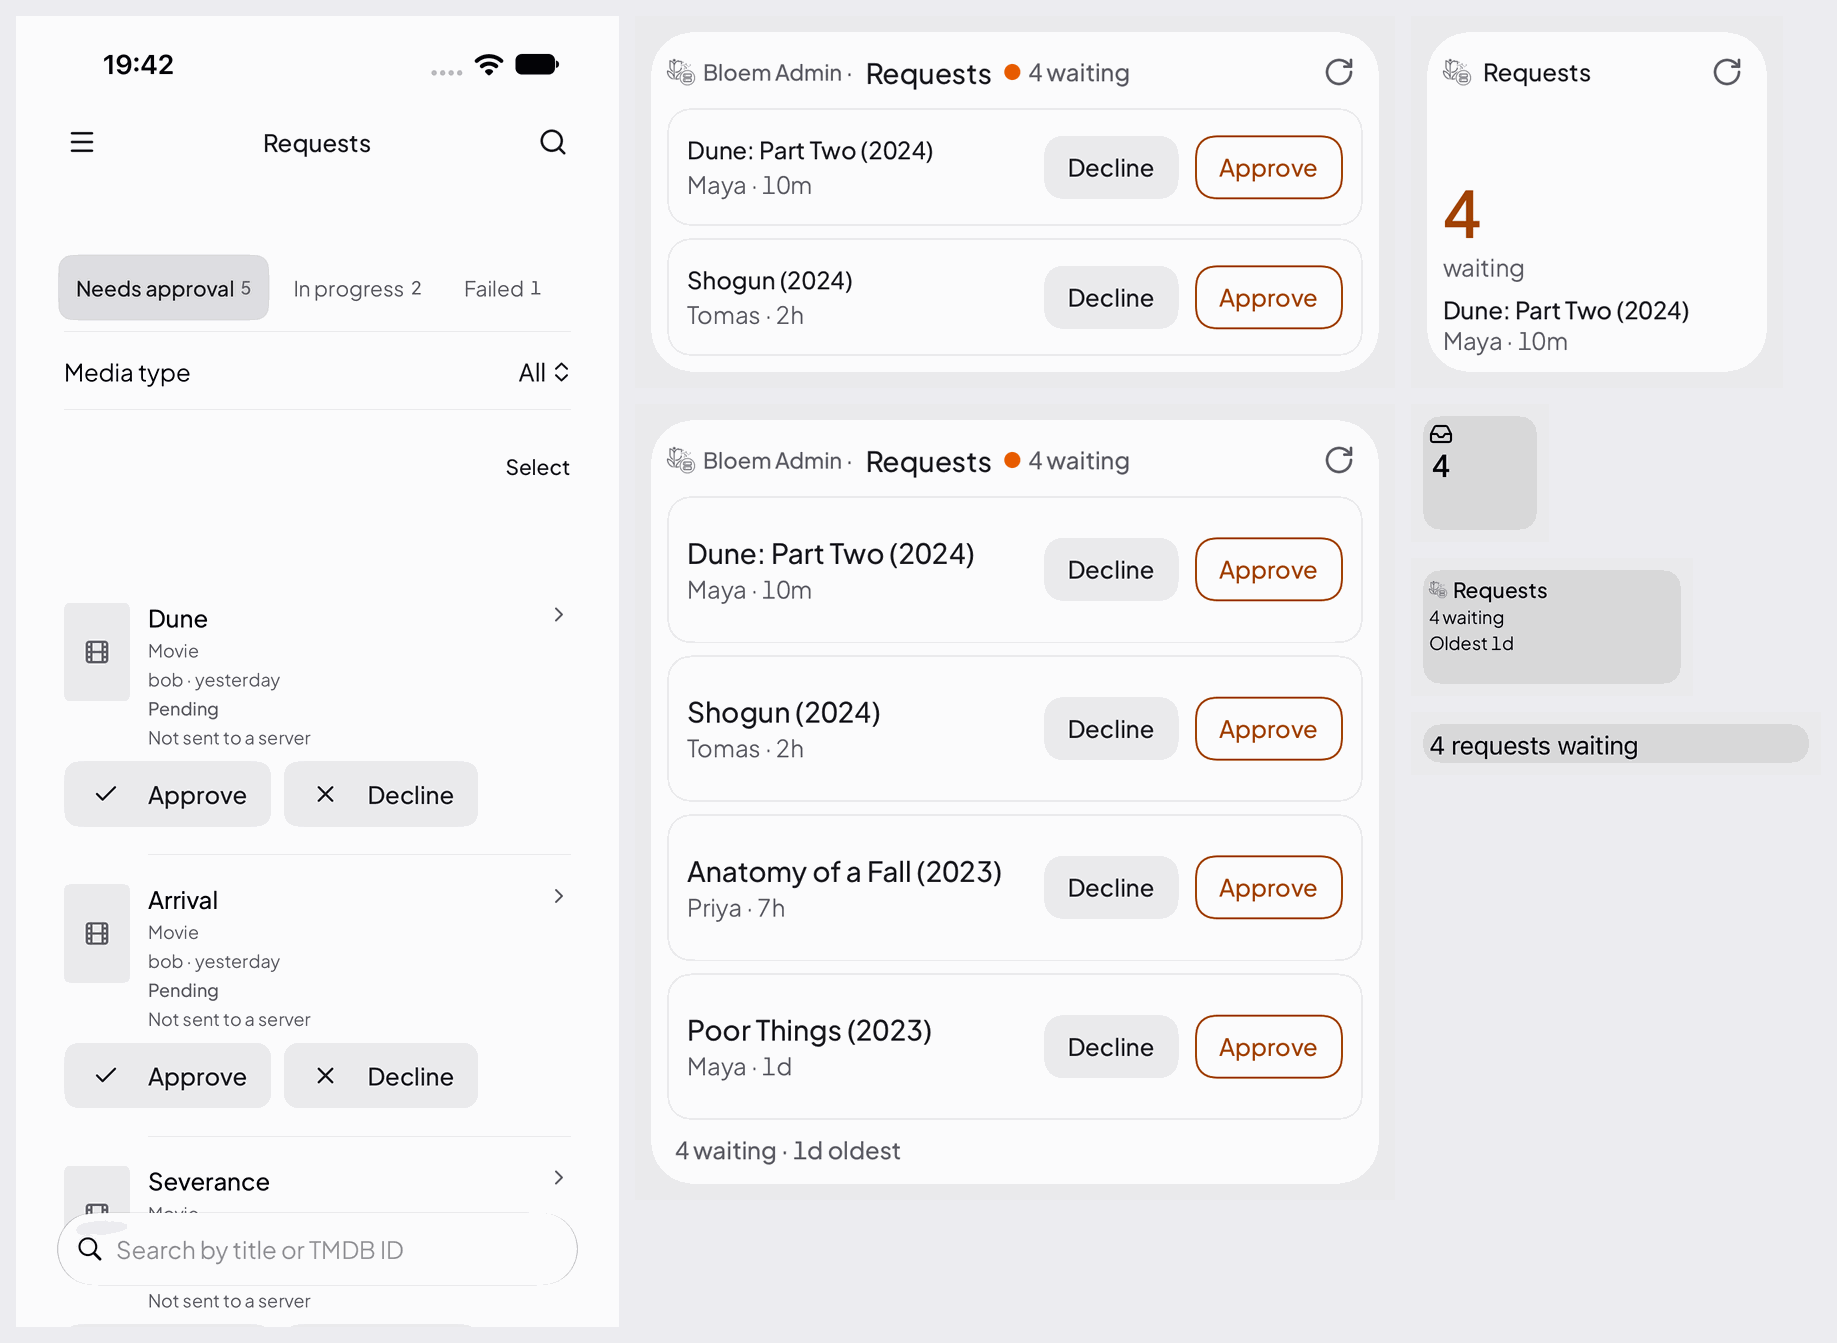 19:42
Requests
Needs approval 5
In progress 2
Failed 1
Media type
All
Select
Dune
Movie
bob · yesterday
Pending
Not sent to a server
Approve
Decline
Arrival
Movie
bob · yesterday
Pending
Not sent to a server
Approve
Decline
Severance
Movie
Search by title or TMDB ID
Not sent to a server
Bloem Admin · Requests 4 waiting
Dune: Part Two (2024)
Maya · 10m
Decline
Approve
Shogun (2024)
Tomas · 2h
Decline
Approve
Bloem Admin · Requests 4 waiting
Dune: Part Two (2024)
Maya · 10m
Decline
Approve
Shogun (2024)
Tomas · 2h
Decline
Approve
Anatomy of a Fall (2023)
Priya · 7h
Decline
Approve
Poor Things (2023)
Maya · 1d
Decline
Approve
4 waiting · 1d oldest
Requests
4
waiting
Dune: Part Two (2024)
Maya · 10m
4
Requests
4 waiting
Oldest 1d
4 requests waiting